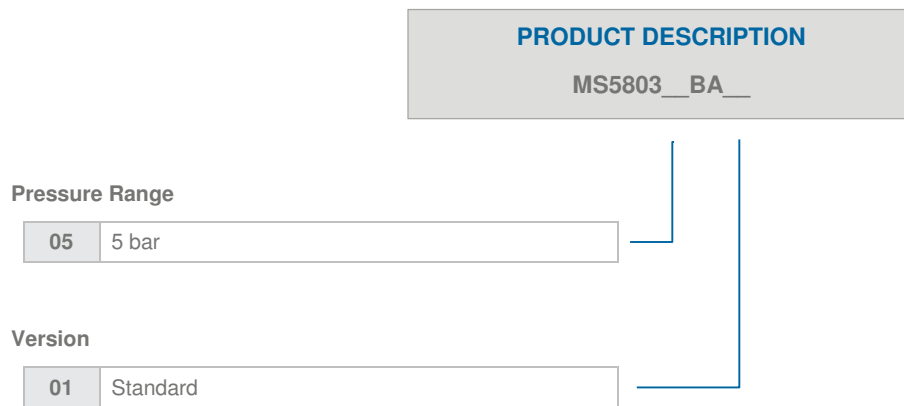 PRODUCT DESCRIPTION
MS5803__BA__
Pressure Range
05 5 bar
Version
01 Standard